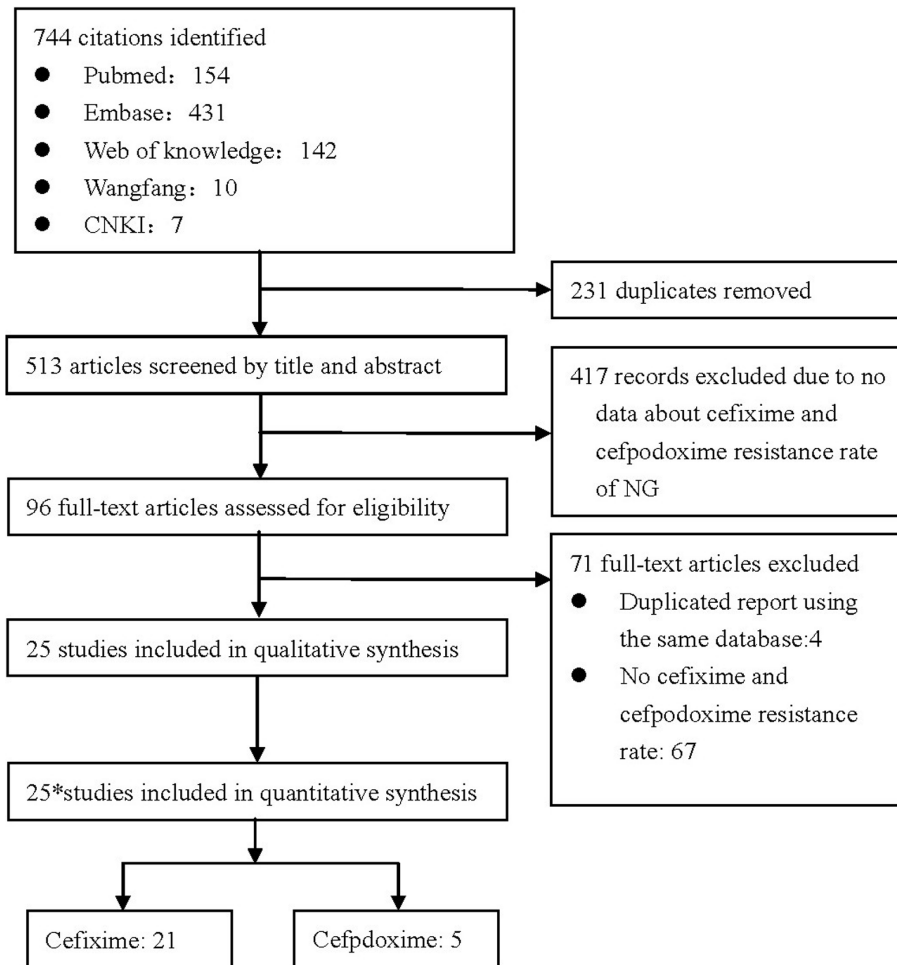 744 citations identified
● Pubmed：154
● Embase：431
● Web of knowledge：142
● Wangfang：10
● CNKI：7
231 duplicates removed
513 articles screened by title and abstract
417 records excluded due to no
data about cefixime and
cefpodoxime resistance rate
of NG
96 full-text articles assessed for eligibility
71 full-text articles excluded
● Duplicated report using
the same database:4
● No cefixime and
cefpodoxime resistance
rate: 67
25 studies included in qualitative synthesis
25*studies included in quantitative synthesis
Cefixime: 21
Cefpdoxime: 5